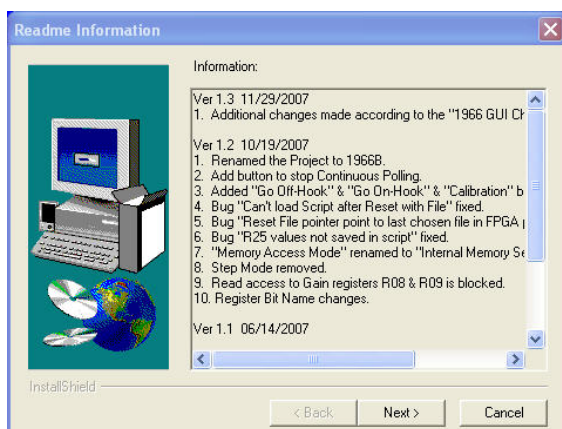 Readme Information
Information:
Ver 1.3 11/29/2007
1. Additional changes made according to the "1966 GUI Ch
Ver 1.2 10/19/2007
1. Renamed the Project to 1966B.
2. Add button to stop Continuous Polling.
3. Added "Go Off-Hook" & "Go On-Hook" & "Calibration" b
4. Bug "Can't load Script after Reset with File" fixed.
5. Bug "Reset File pointer point to last chosen file in FPGA
6. Bug "R25 values not saved in script" fixed.
7. "Memory Access Mode" renamed to "Internal Memory Se
8. Step Mode removed.
9. Read access to Gain registers R08 & R09 is blocked.
10. Register Bit Name changes.
Ver 1.1 06/14/2007
InstallShield
< Back Next > Cancel